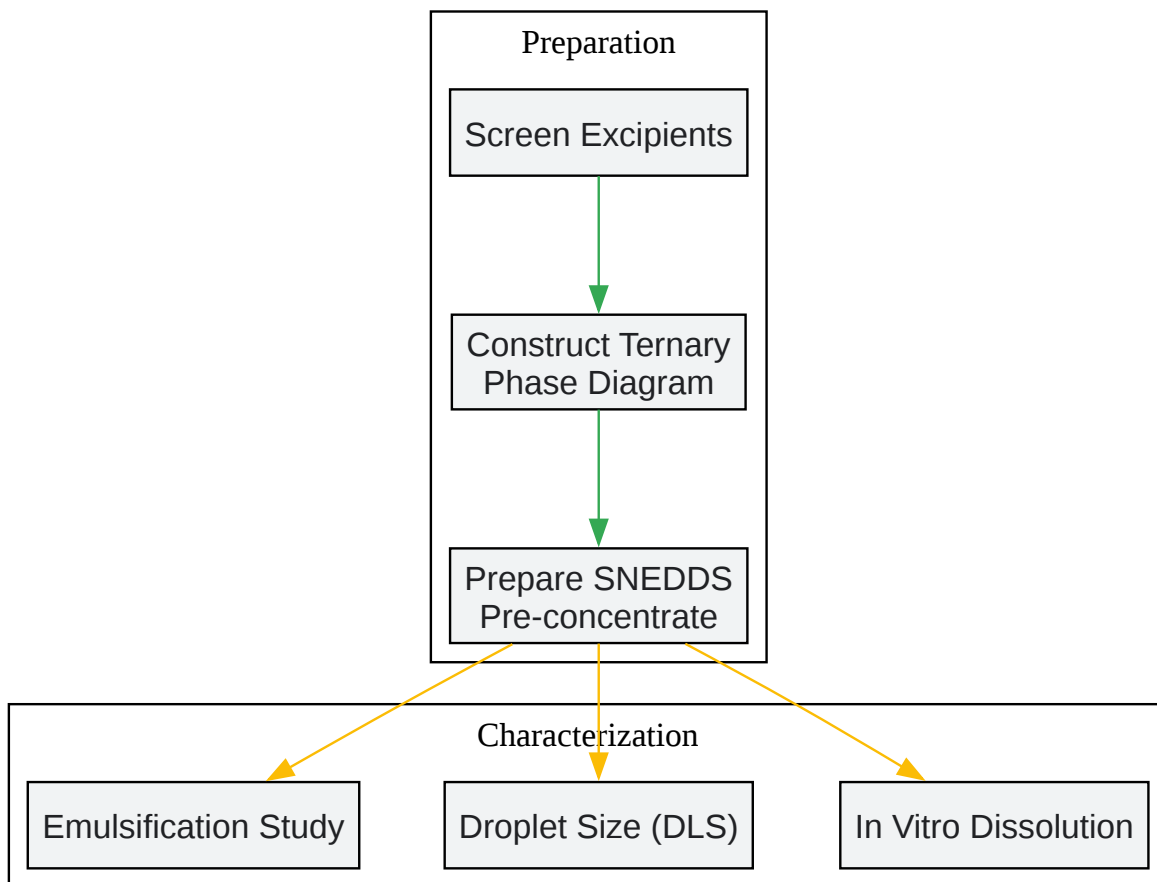 Preparation
Screen Excipients
Construct Ternary
Phase Diagram
Prepare SNEDDS
Pre-concentrate
Characterization
Emulsification Study
Droplet Size (DLS)
In Vitro Dissolution